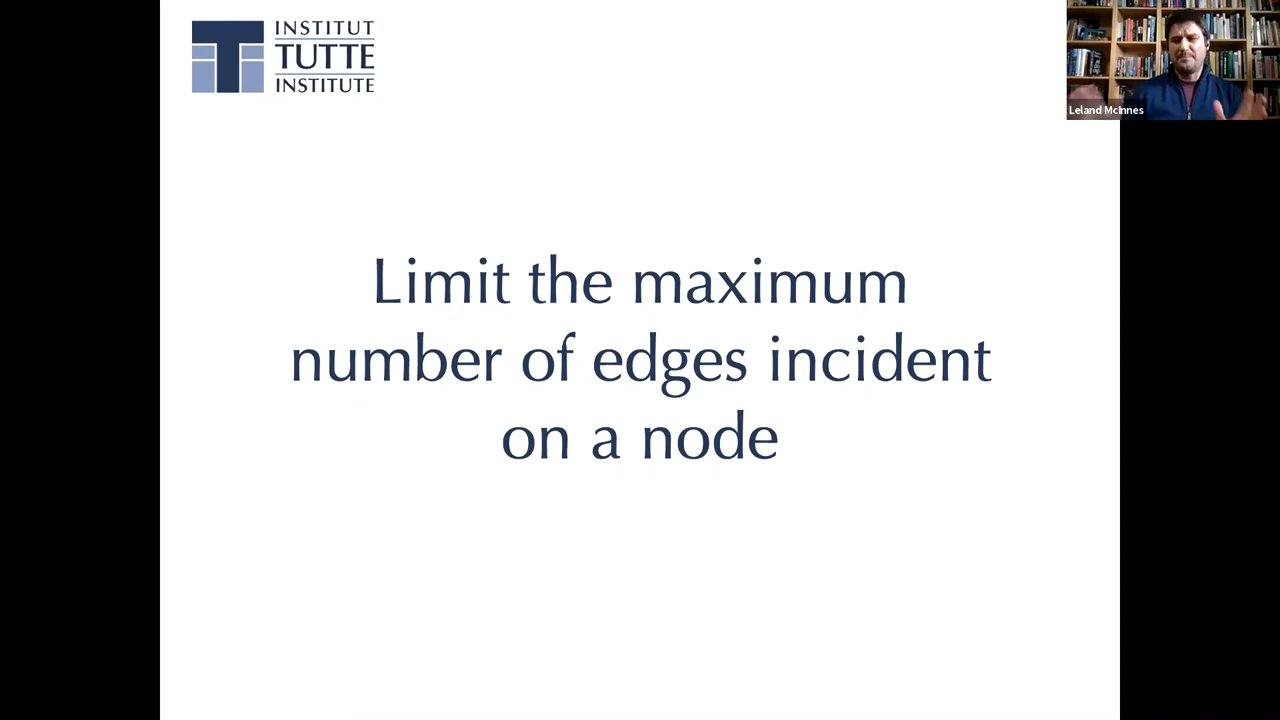 INSTITUT
TUTTE
INSTITUTE
Leland McInnes
Limit the maximum
number of edges incident
on a node